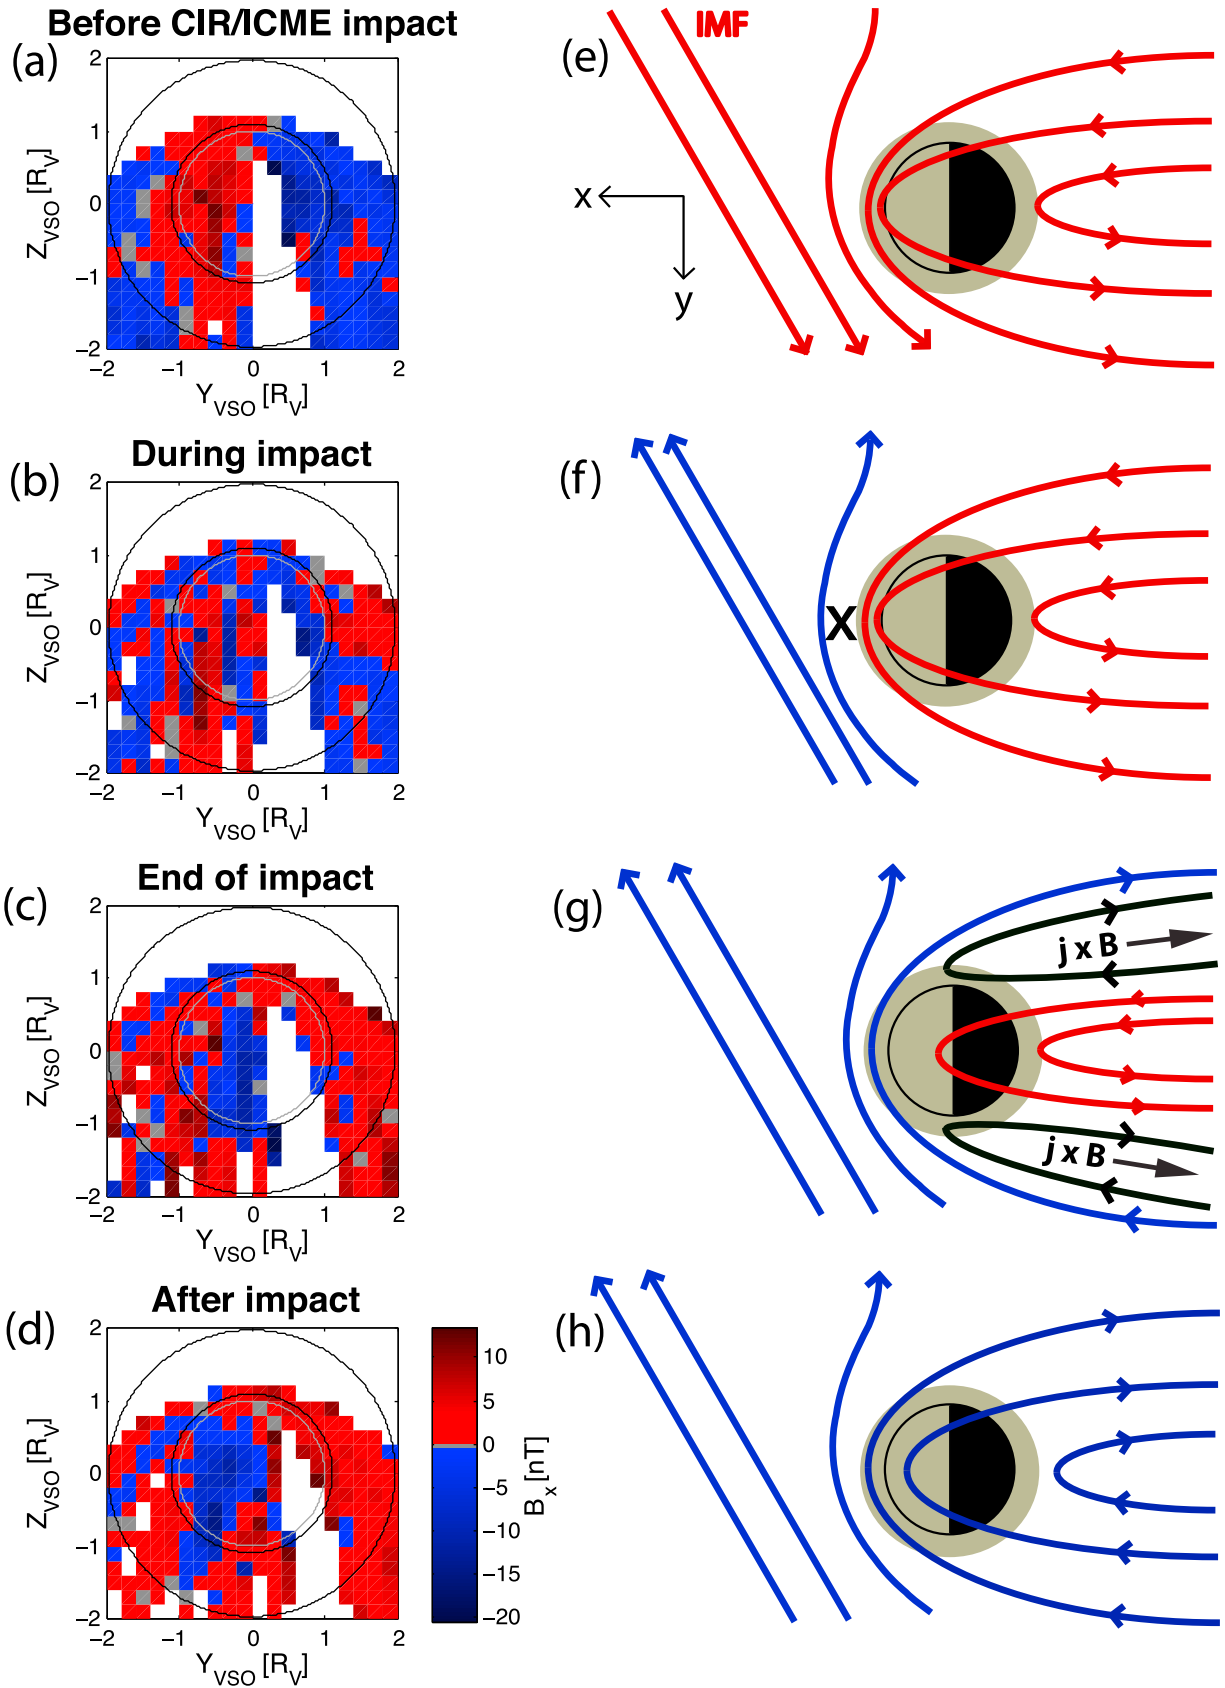 Before CIR/ICME impact
(a)
2
1
0
−1
−2
Z_VSO [R_V]
−2
−1
0
1
2
Y_VSO [R_V]
(e)
IMF
x
y
During impact
(b)
2
1
0
−1
−2
Z_VSO [R_V]
−2
−1
0
1
2
Y_VSO [R_V]
(f)
X
End of impact
(c)
2
1
0
−1
−2
Z_VSO [R_V]
−2
−1
0
1
2
Y_VSO [R_V]
(g)
j x B
j x B
After impact
(d)
2
1
0
−1
−2
Z_VSO [R_V]
−2
−1
0
1
2
Y_VSO [R_V]
10
5
0
−5
−10
−15
−20
B_x [nT]
(h)